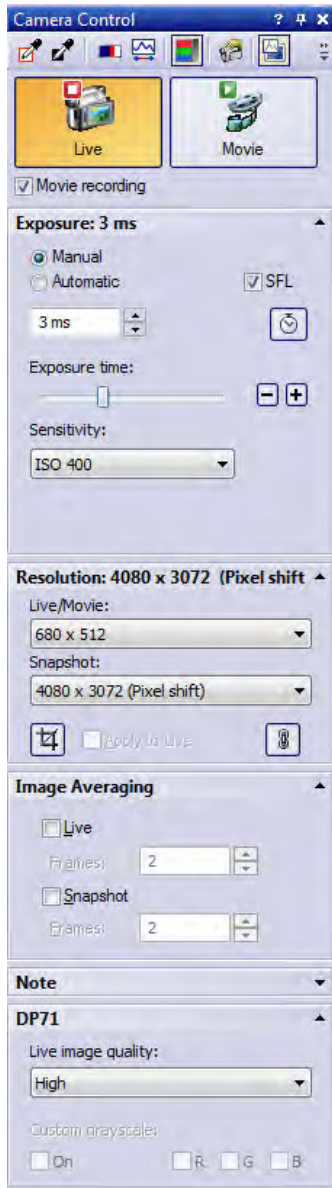 Camera Control
Live
Movie
Movie recording
Exposure: 3 ms
Manual
Automatic
SFL
3 ms
Exposure time:
Sensitivity:
ISO 400
Resolution: 4080 x 3072 (Pixel shift
Live/Movie:
680 x 512
Snapshot:
4080 x 3072 (Pixel shift)
Apply to Live
Image Averaging
Live
Frames: 2
Snapshot
Frames: 2
Note
DP71
Live image quality:
High
Custom grayscale:
On R G B